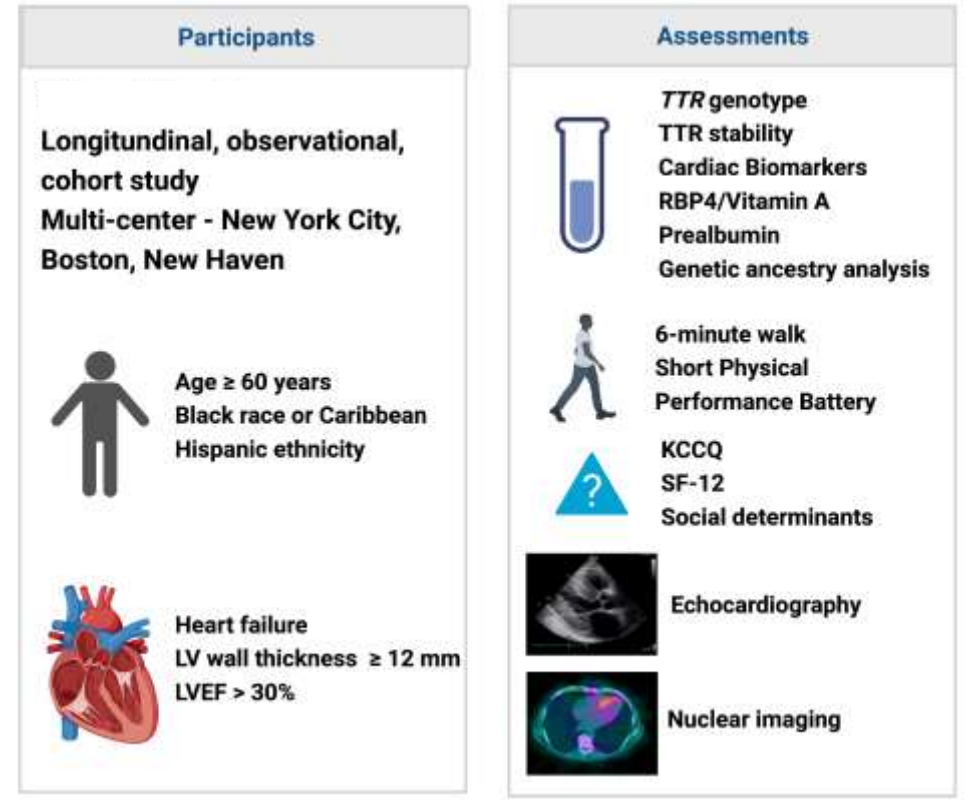 Participants
Longitundinal, observational,
cohort study
Multi-center - New York City,
Boston, New Haven
Age ≥ 60 years
Black race or Caribbean
Hispanic ethnicity
Heart failure
LV wall thickness ≥ 12 mm
LVEF > 30%
Assessments
TTR genotype
TTR stability
Cardiac Biomarkers
RBP4/Vitamin A
Prealbumin
Genetic ancestry analysis
6-minute walk
Short Physical
Performance Battery
?
KCCQ
SF-12
Social determinants
Echocardiography
Nuclear imaging